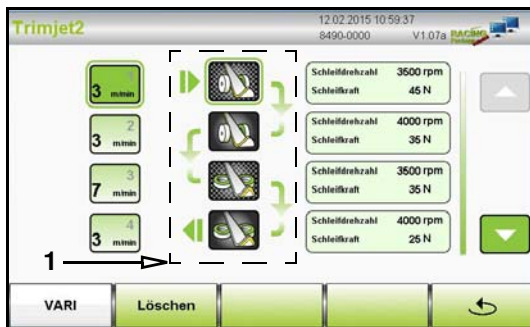 Trimjet2
12.02.2015 10:59:37
8490-0000 V1.07a RACING
1
3 m/min
Schleifdrehzahl 3500 rpm
Schleifkraft 45 N
2
3 m/min
Schleifdrehzahl 4000 rpm
Schleifkraft 35 N
3
7 m/min
Schleifdrehzahl 3500 rpm
Schleifkraft 35 N
4
3 m/min
Schleifdrehzahl 4000 rpm
Schleifkraft 25 N
1
VARI Löschen